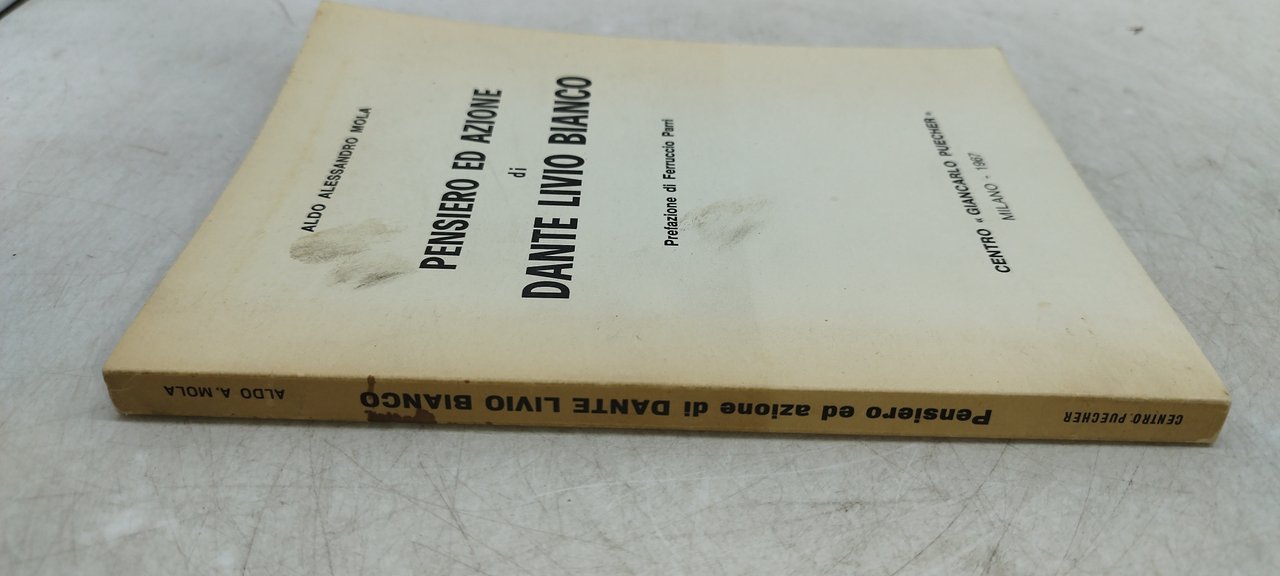 ALDO ALESSANDRO MOLA
PENSIERO ED AZIONE
di
DANTE LIVIO BIANCO
Prefazione di Ferruccio Parri
CENTRO « GIANCARLO PUECHER »
MILANO - 1967
CENTRO PUECHER
Pensiero ed azione di DANTE LIVIO BIANCO
ALDO A. MOLA